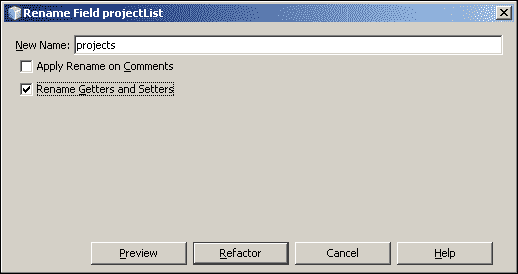 Rename Field projectList
New Name: projects
Apply Rename on Comments
Rename Getters and Setters
Preview Refactor Cancel Help